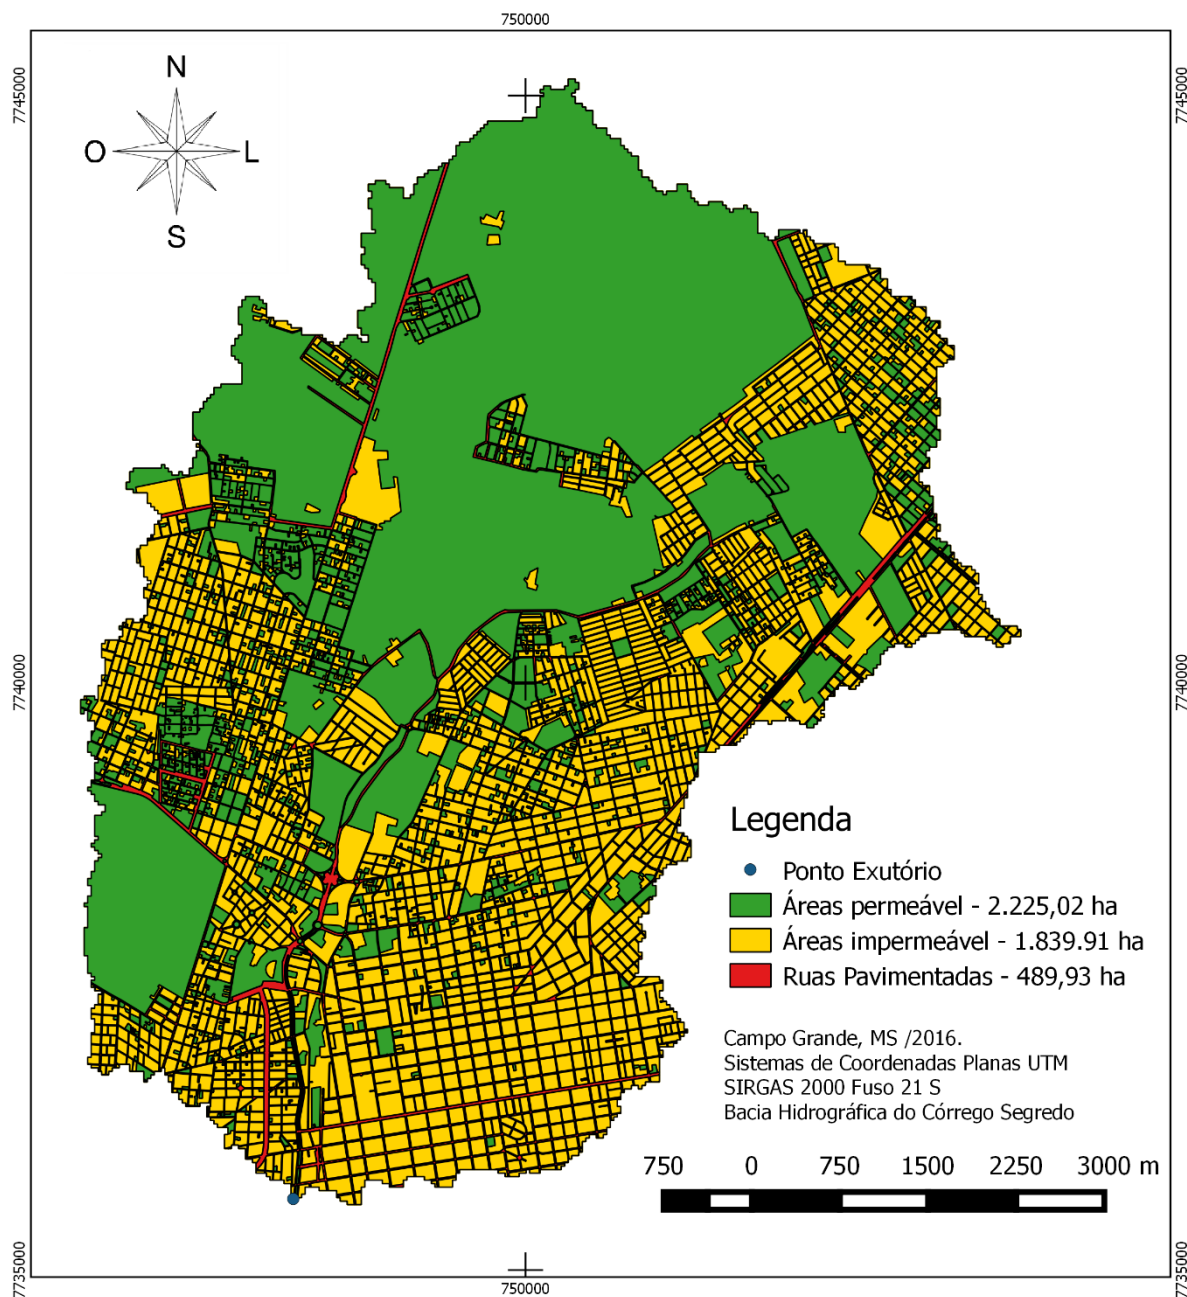 750000
7745000
7745000
N
O
L
S
7740000
7740000
Legenda
Ponto Exutório
Áreas permeável - 2.225,02 ha
Áreas impermeável - 1.839.91 ha
Ruas Pavimentadas - 489,93 ha
Campo Grande, MS /2016.
Sistemas de Coordenadas Planas UTM
SIRGAS 2000 Fuso 21 S
Bacia Hidrográfica do Córrego Segredo
750 0 750 1500 2250 3000 m
7735000
7735000
750000